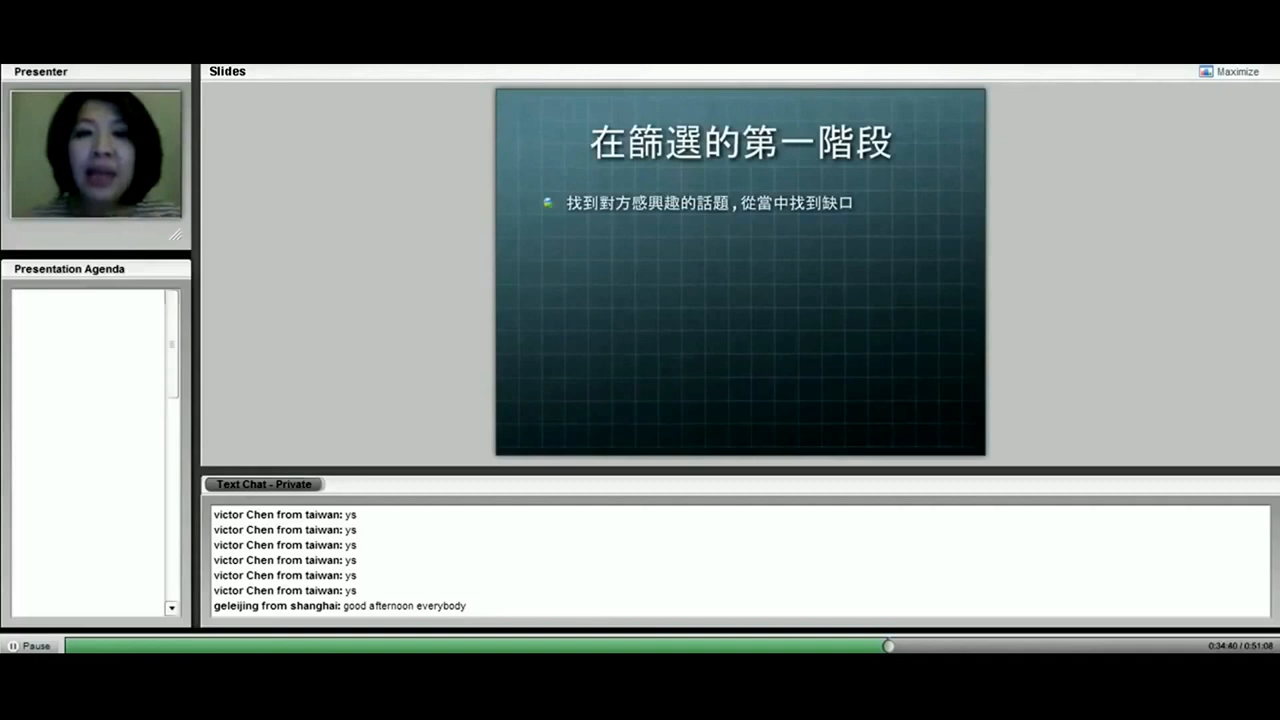 Presenter
Slides
Maximize
在篩選的第一階段
找到對方感興趣的話題,從當中找到缺口
Presentation Agenda
Text Chat - Private
victor Chen from taiwan: ys
victor Chen from taiwan: ys
victor Chen from taiwan: ys
victor Chen from taiwan: ys
victor Chen from taiwan: ys
victor Chen from taiwan: ys
geleijing from shanghai: good afternoon everybody
Pause
0:34:40 / 0:51:08